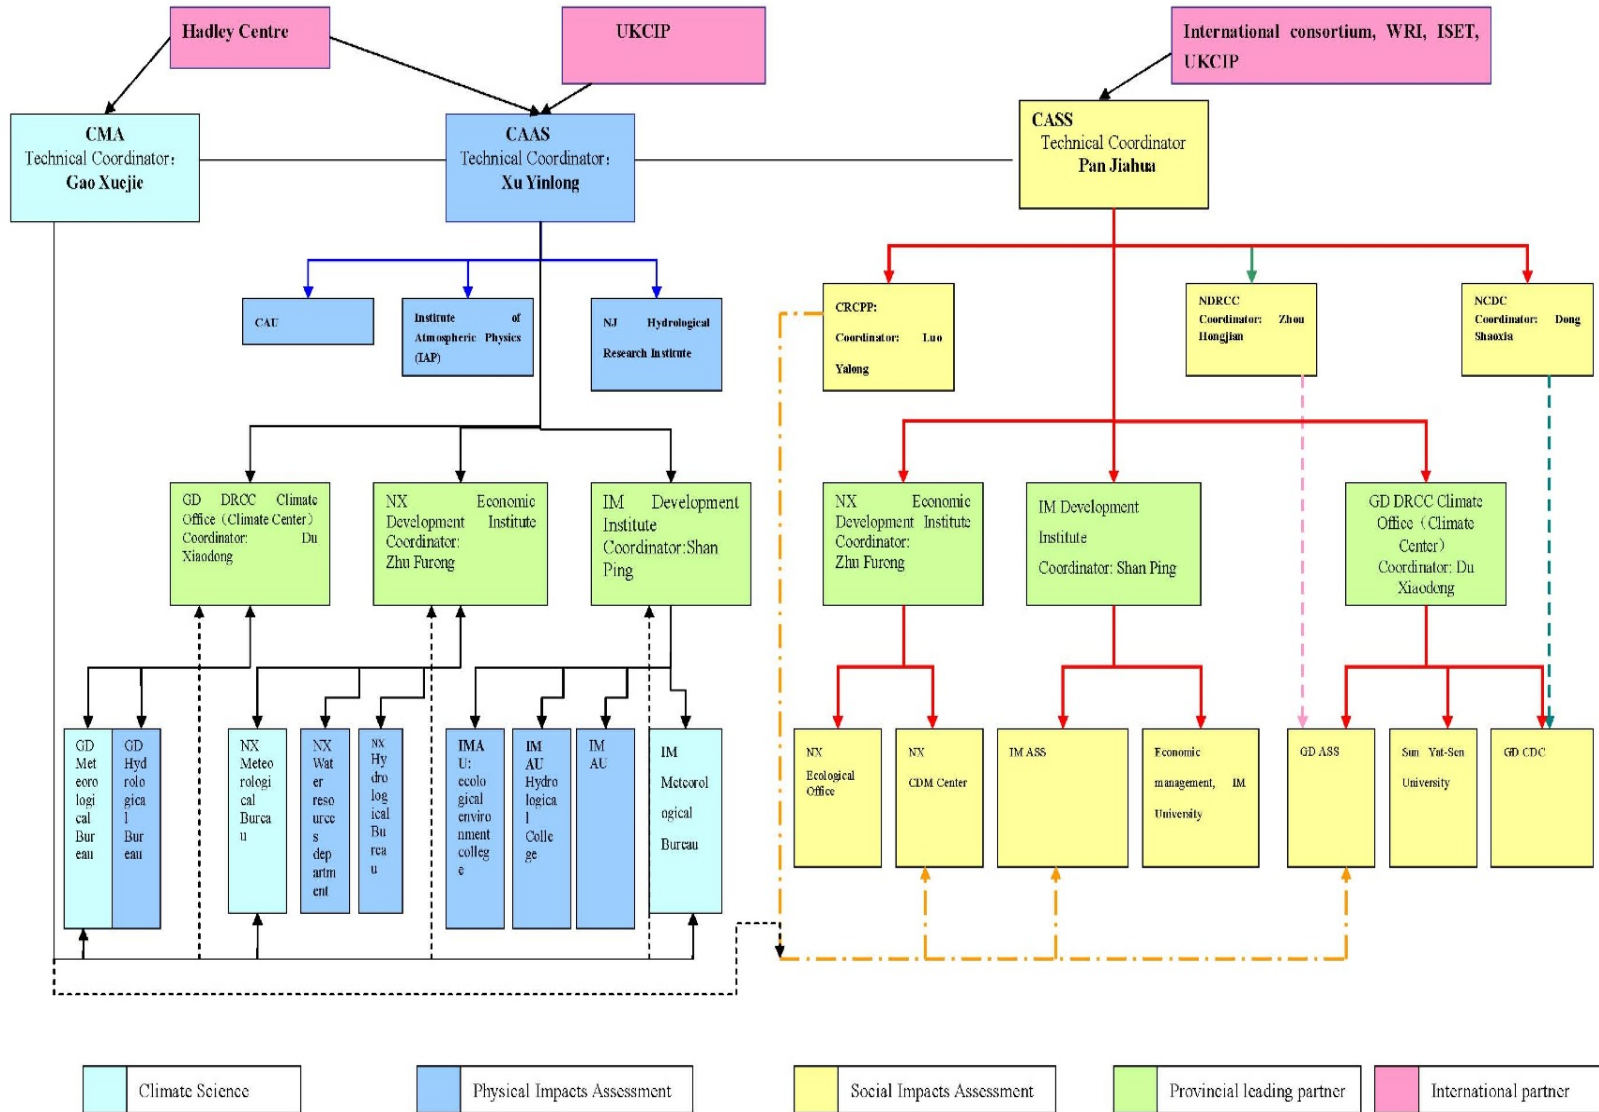 Hadley Centre
UKCIP
International consortium, WRI, ISET,
UKCIP
CMA
Technical Coordinator:
Gao Xuejie
CAAS
Technical Coordinator:
Xu Yinlong
CASS
Technical Coordinator
Pan Jiahua
CAU
Institute of
Atmospheric Physics
(IAP)
NJ Hydrological
Research Institute
CRCPP:
Coordinator: Luo
Yalong
NDRCC
Coordinator: Zhou
Hongjian
NCDC
Coordinator: Dong
Shaoxia
GD DRCC Climate
Office (Climate Center)
Coordinator: Du
Xiaodong
NX Economic
Development Institute
Coordinator:
Zhu Furong
IM Development
Institute
Coordinator:Shan
Ping
NX Economic
Development Institute
Coordinator:
Zhu Furong
IM Development
Institute
Coordinator: Shan Ping
GD DRCC Climate
Office (Climate
Center)
Coordinator: Du
Xiaodong
GD
Met
eoro
logi
cal
Bur
eau
GD
Hyd
rolo
gica
l
Bur
eau
NX
Meteo
rologi
cal
Burea
u
NX
Wat
er
reso
urce
s
dep
artm
ent
NX
Hy
dro
log
ical
Bu
rea
u
IMA
U:
ecolo
gical
enviro
nment
colleg
e
IM
AU
Hydro
logica
l
Colle
ge
IM
AU
IM
Meteorol
ogical
Bureau
NX
Ecological
Office
NX
CDM Center
IM ASS
Economic
management, IM
University
GD ASS
Sun Yat-Sen
University
GD CDC
Climate Science
Physical Impacts Assessment
Social Impacts Assessment
Provincial leading partner
International partner